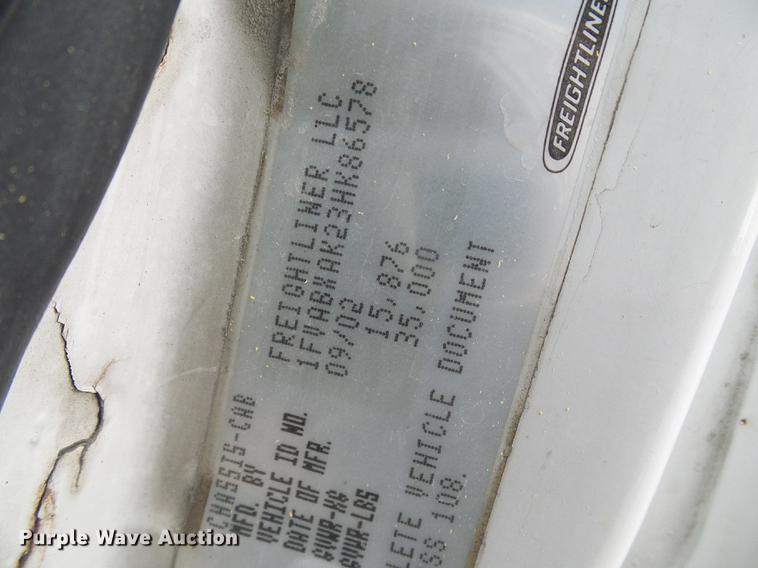 FREIGHTLINER
CHASSIS-CAB
MFD. BY FREIGHTLINER LLC
VEHICLE ID NO. 1FVABXAK23HK86578
DATE OF MFR. 09/02
GVWR-KG 15,876
GVWR-LBS 35,000
LETE VEHICLE DOCUMENT
SS 108.
Purple Wave Auction